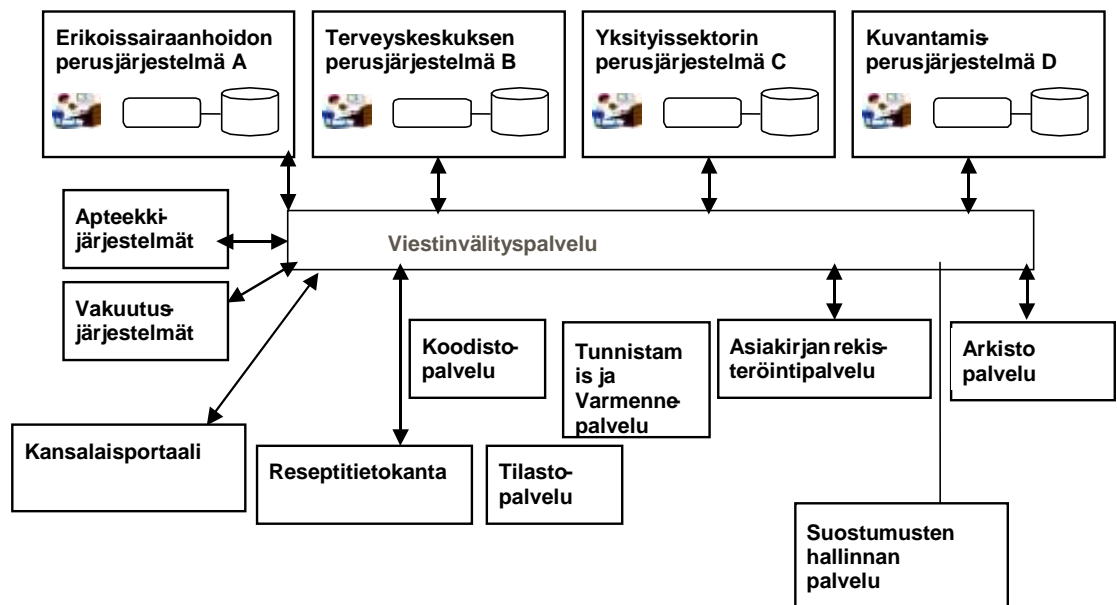 Erikoissairaanhoidon
perusjärjestelmä A
Terveyskeskuksen
perusjärjestelmä B
Yksityissektorin
perusjärjestelmä C
Kuvantamis-
perusjärjestelmä D
Apteekki-
järjestelmät
Viestinvälityspalvelu
Vakuutus-
järjestelmät
Koodisto-
palvelu
Tunnistam
is ja
Varmenne-
palvelu
Asiakirjan rekis-
teröintipalvelu
Arkisto
palvelu
Kansalaisportaali
Reseptitietokanta
Tilasto-
palvelu
Suostumusten
hallinnan
palvelu